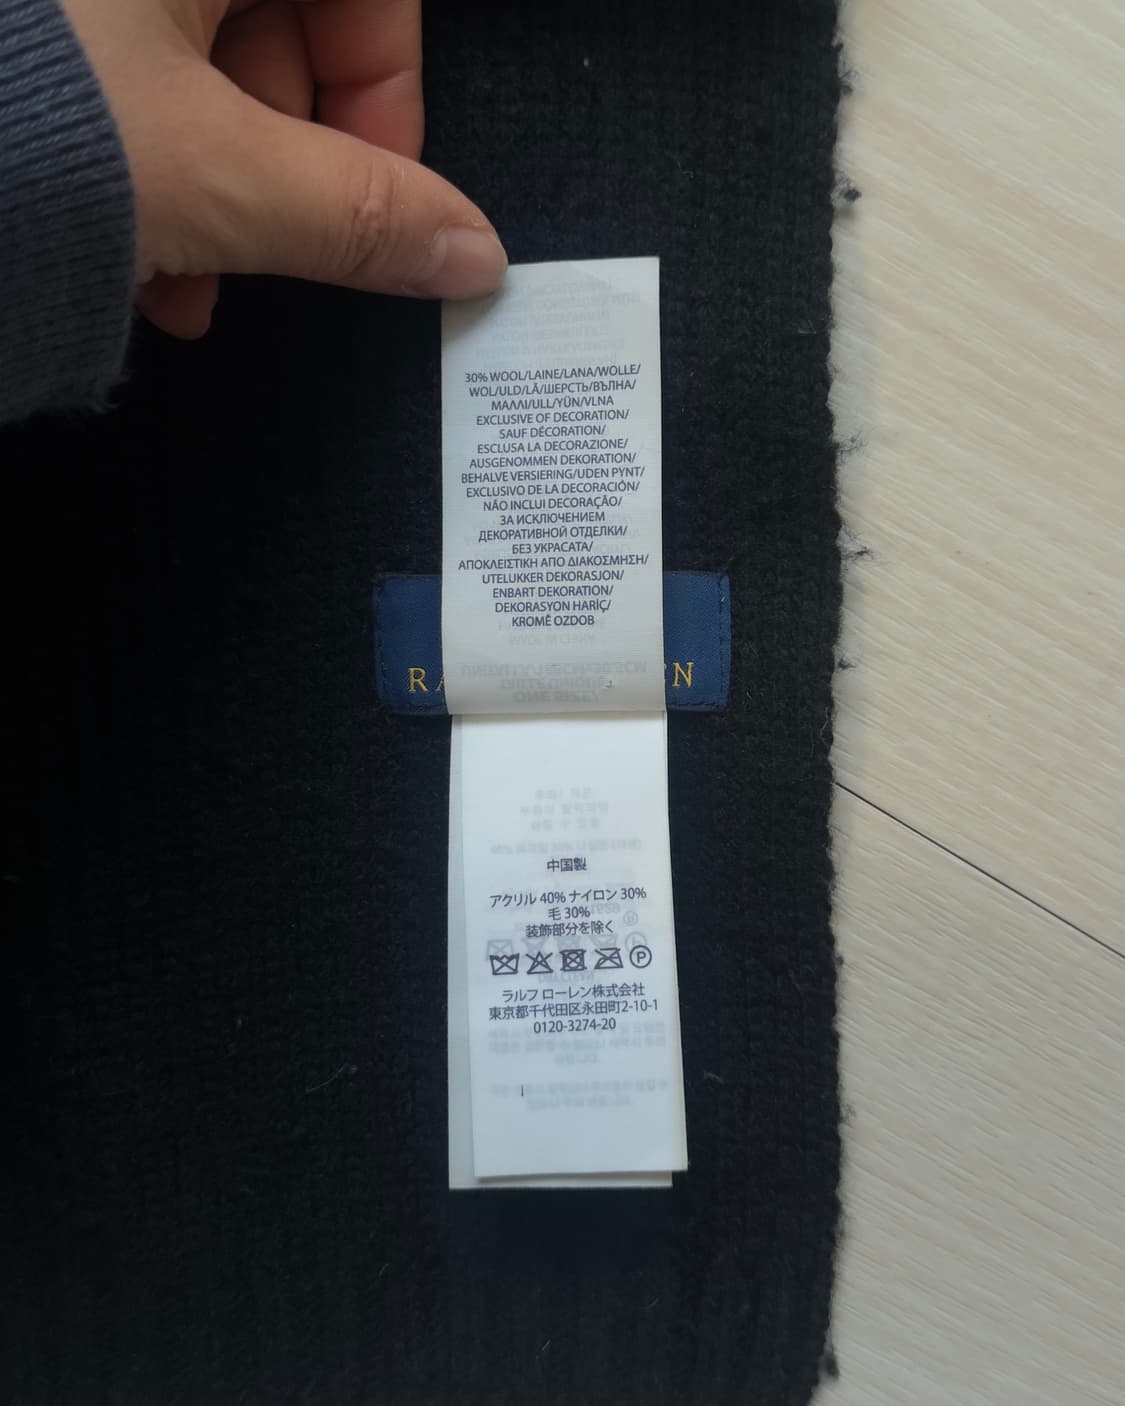 30% WOOL/LAINE/LANA/WOLLE/
WOL/ULD/LÃ/ШЕРСТЬ/ВЪЛНА/
ΜΑΛΛΙ/ULL/YÜN/VLNA
EXCLUSIVE OF DECORATION/
SAUF DÉCORATION/
ESCLUSA LA DECORAZIONE/
AUSGENOMMEN DEKORATION/
BEHALVE VERSIERING/UDEN PYNT/
EXCLUSIVO DE LA DECORACIÓN/
NÃO INCLUI DECORAÇÃO/
ЗА ИСКЛЮЧЕНИЕМ
ДЕКОРАТИВНОЙ ОТДЕЛКИ/
БЕЗ УКРАСАТА/
ΑΠΟΚΛΕΙΣΤΙΚΗ ΑΠΟ ΔΙΑΚΟΣΜΗΣΗ/
UTELUKKER DEKORASJON/
ENBART DEKORATION/
DEKORASYON HARİÇ/
KROMĚ OZDOB
中国製
アクリル 40% ナイロン 30%
毛 30%
装飾部分を除く
P
ラルフ ローレン株式会社
東京都千代田区永田町2-10-1
0120-3274-20